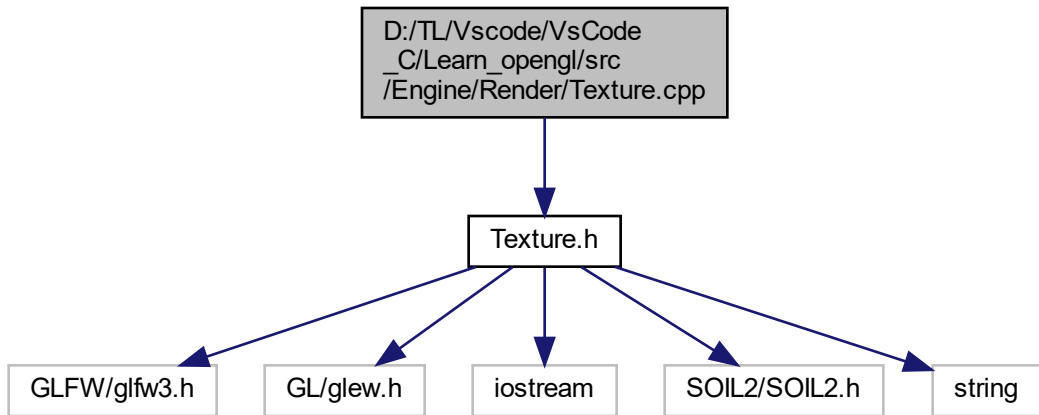 D:/TL/Vscode/VsCode
_C/Learn_opengl/src
/Engine/Render/Texture.cpp
Texture.h
GLFW/glfw3.h
GL/glew.h
iostream
SOIL2/SOIL2.h
string